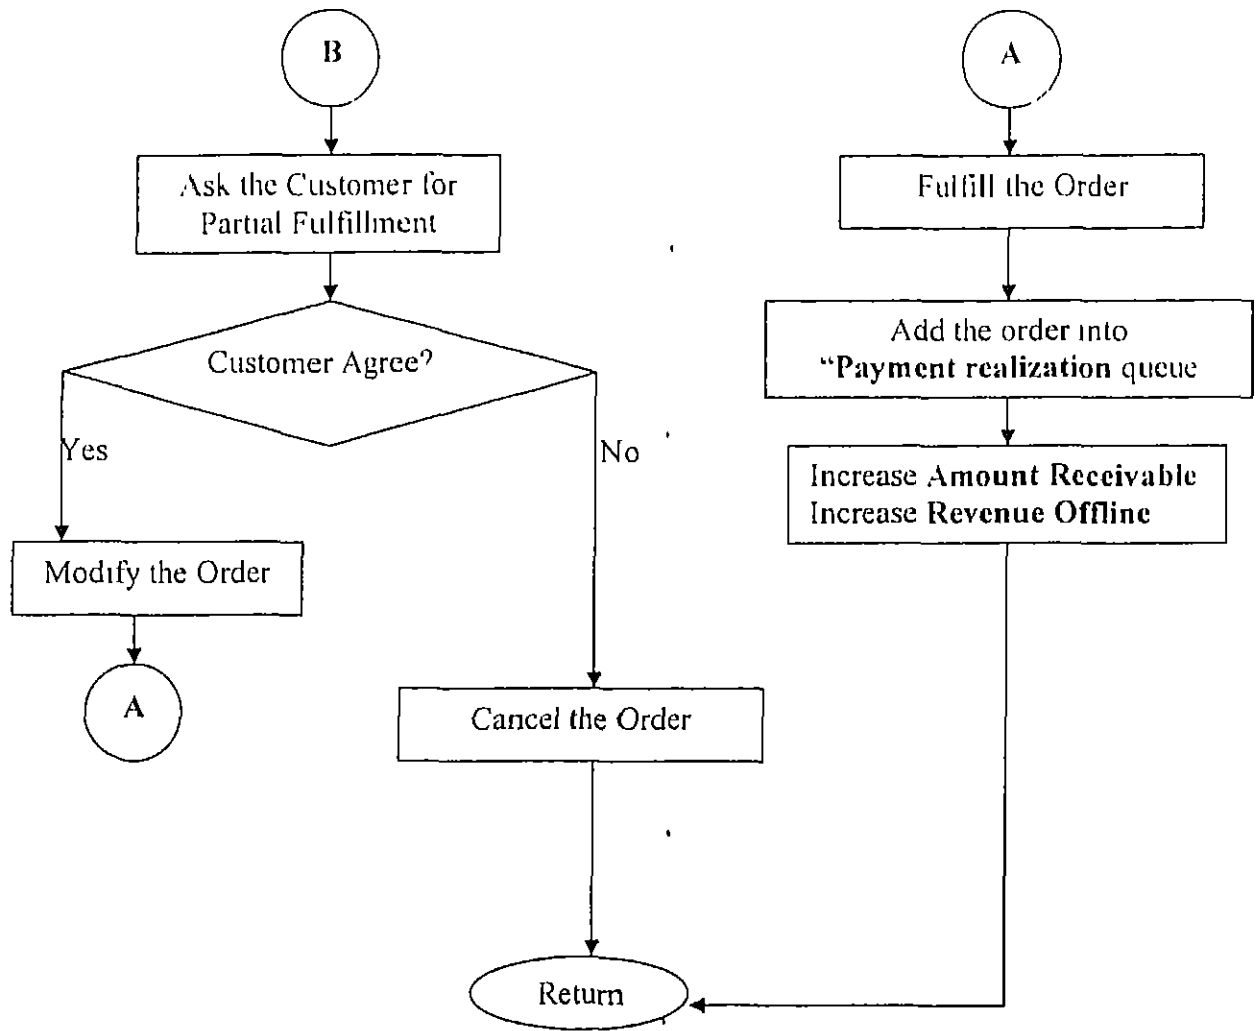 B
Ask the Customer for
Partial Fulfillment
Customer Agree?
Yes
No
Modify the Order
A
Cancel the Order
Return
A
Fulfill the Order
Add the order into
“Payment realization queue
Increase Amount Receivable
Increase Revenue Offline